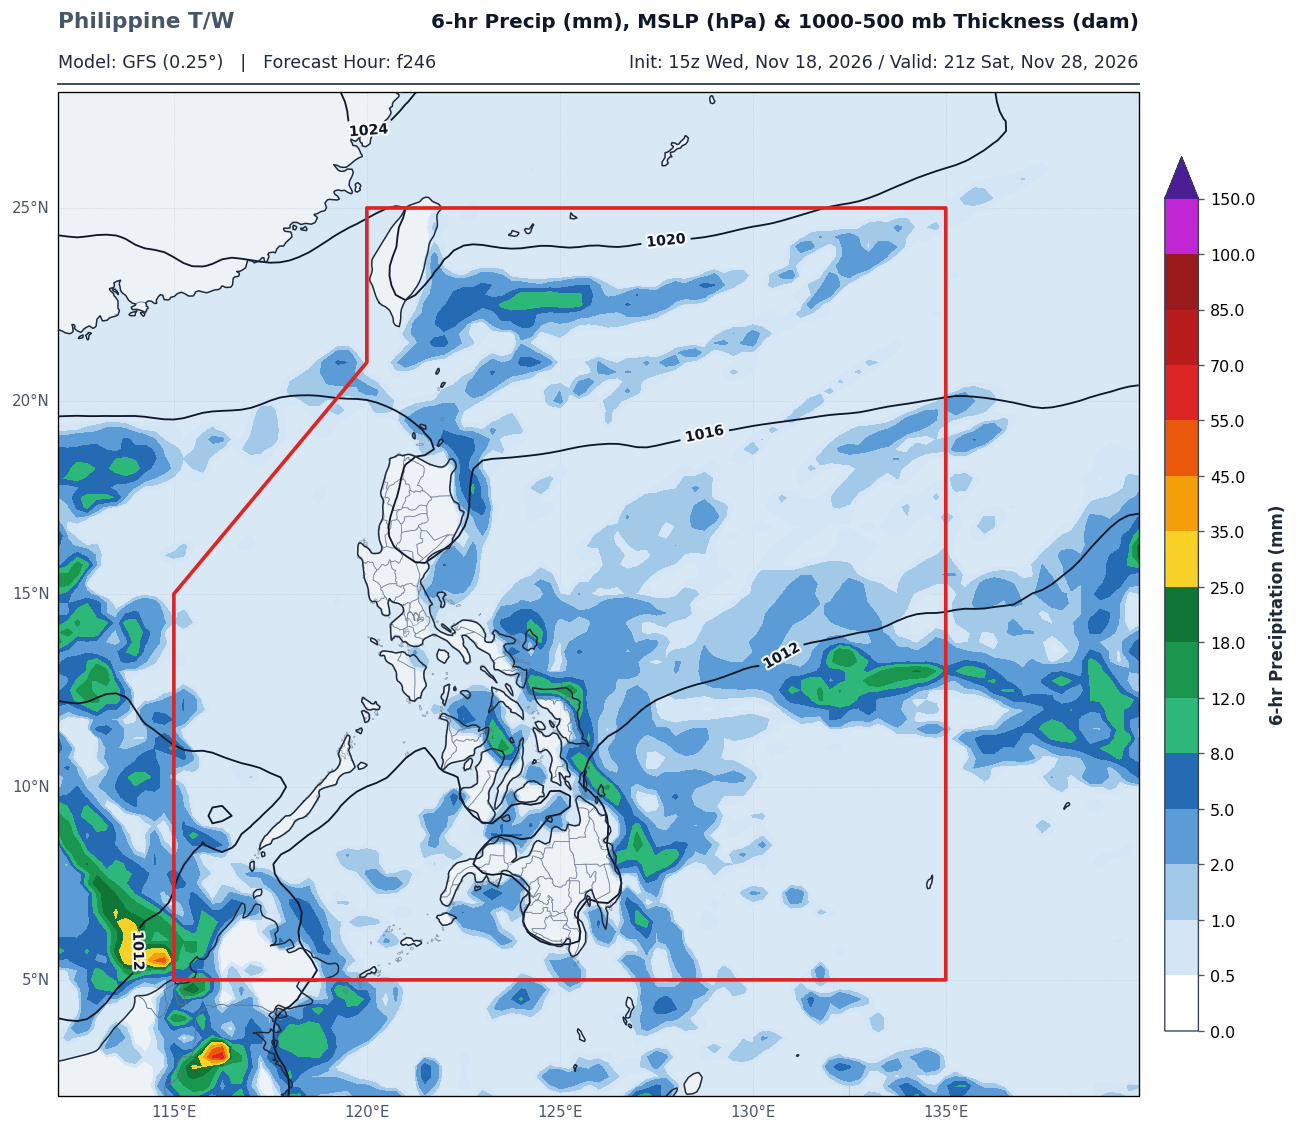 Philippine T/W
6-hr Precip (mm), MSLP (hPa) & 1000-500 mb Thickness (dam)
Model: GFS (0.25°) | Forecast Hour: f246
Init: 15z Wed, Nov 18, 2026 / Valid: 21z Sat, Nov 28, 2026
1024
1020
1016
1012
1012
25°N
20°N
15°N
10°N
5°N
115°E
120°E
125°E
130°E
135°E
150.0
100.0
85.0
70.0
55.0
45.0
35.0
25.0
18.0
12.0
8.0
5.0
2.0
1.0
0.5
0.0
6-hr Precipitation (mm)